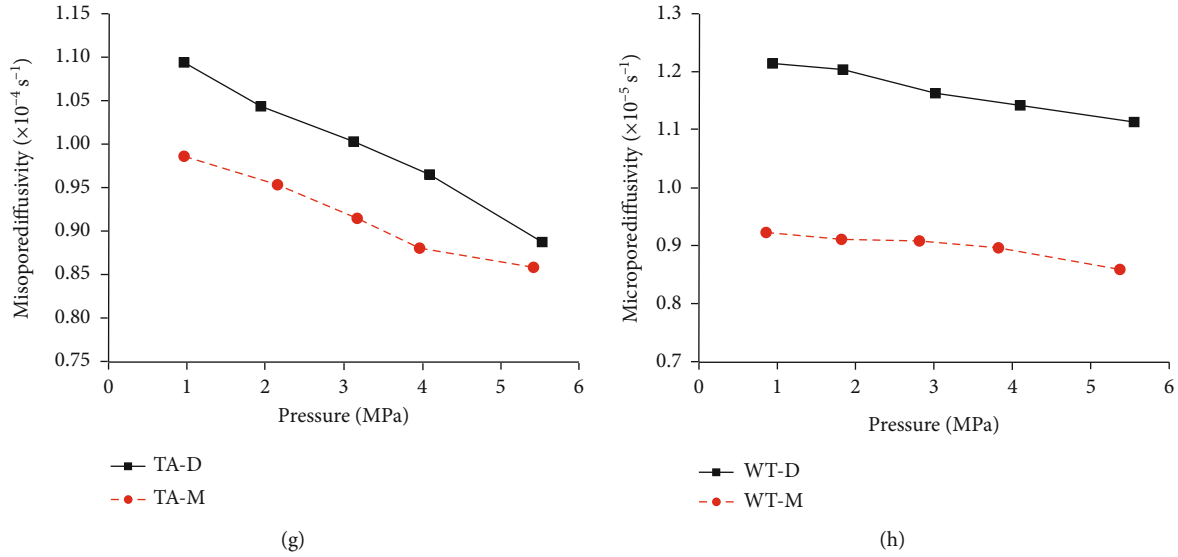 Misoporediffusivity (×10⁻⁴ s⁻¹)
1.15
1.10
1.05
1.00
0.95
0.90
0.85
0.80
0.75
0 1 2 3 4 5 6
Pressure (MPa)
TA-D
TA-M
(g)
Microporediffusivity (×10⁻⁵ s⁻¹)
1.3
1.2
1.1
1.0
0.9
0.8
0.7
0 1 2 3 4 5 6
Pressure (MPa)
WT-D
WT-M
(h)